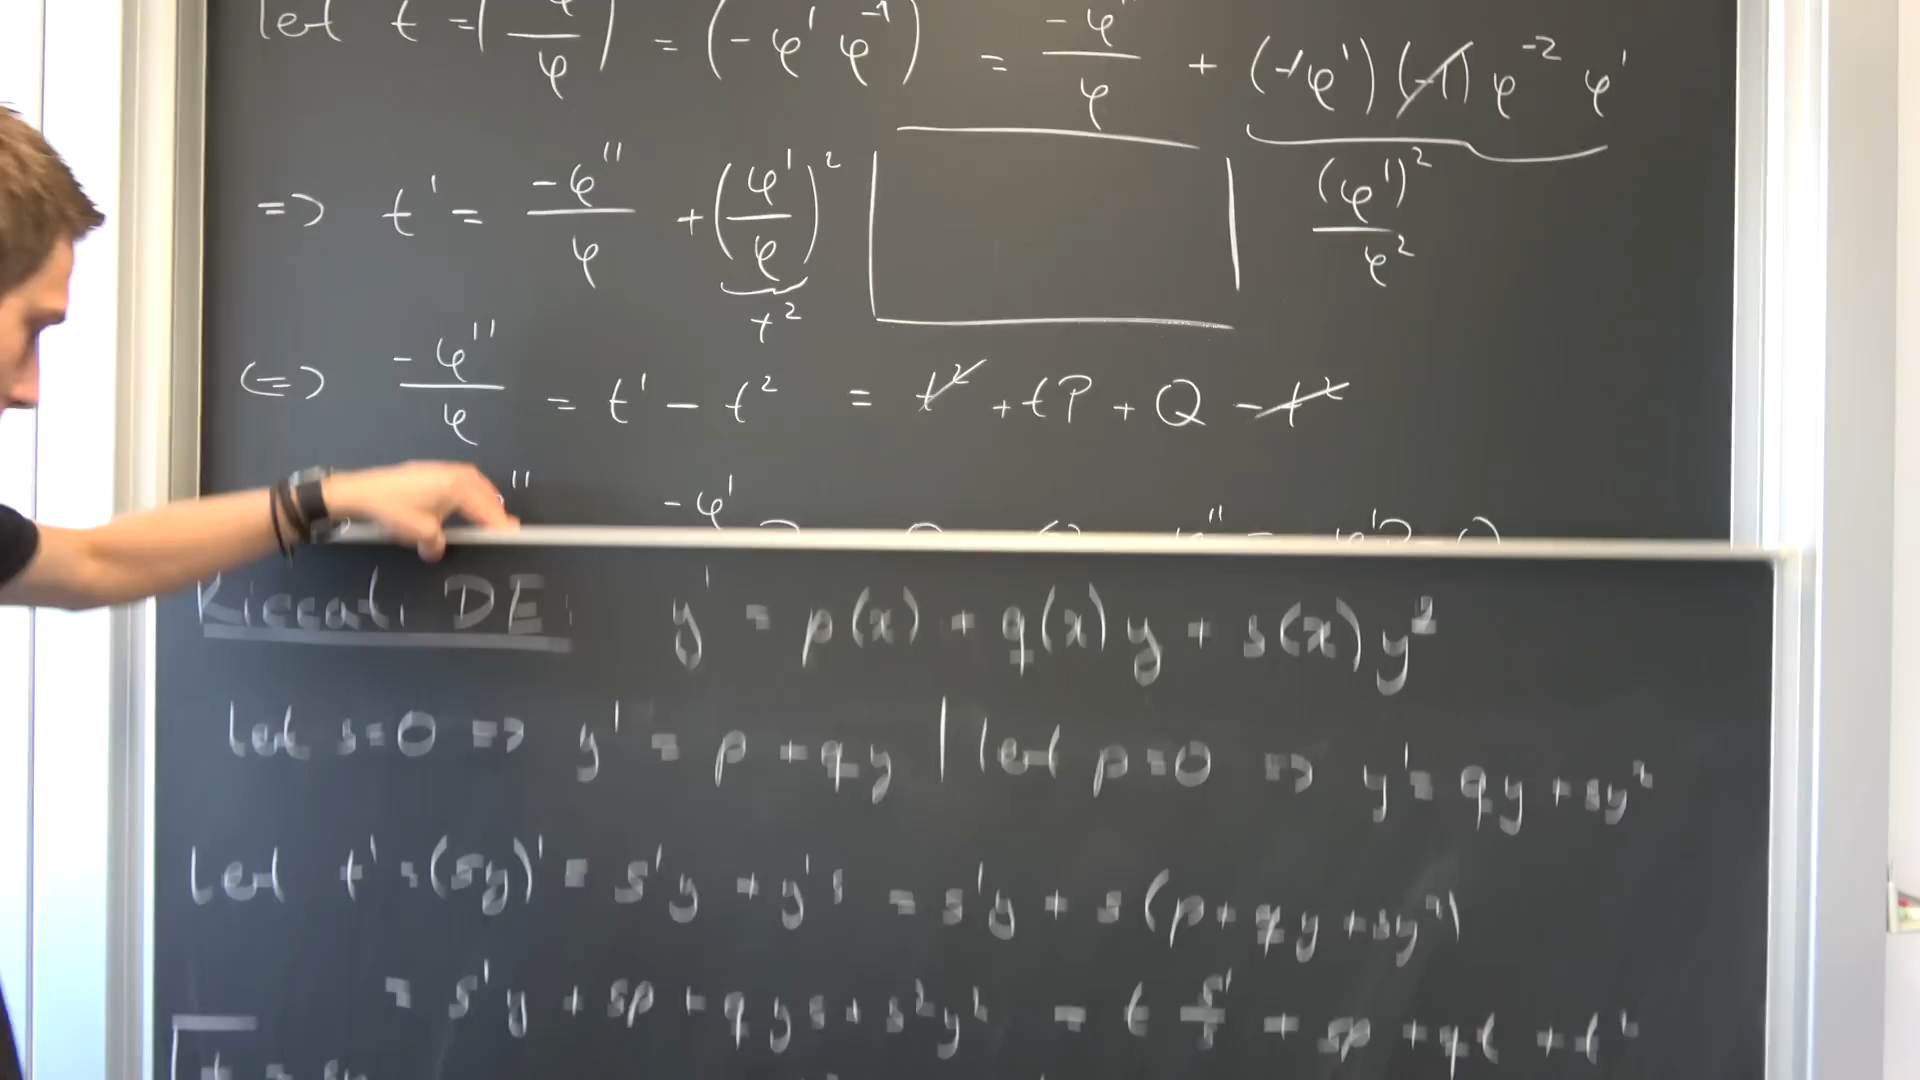 let t = (-φ'/φ) = (-φ' φ⁻¹) = -φ''/φ + (-1φ')(-1) φ⁻² φ'
(φ')²/φ²
=> t' = -φ''/φ + (φ'/φ)²
t²
<=> -φ''/φ = t' - t² = t² + tP + Q - t²
-φ'
Riccati DE: y' = p(x) + q(x)y + s(x)y²
Let s=0 => y' = p + qy | let p=0 => y' = qy + sy²
Let t' = (sy)' = s'y + y's = s'y + s(p + qy + sy²)
= s'y + sp + qys + s²y² = t s'/s + sp + qt + t²